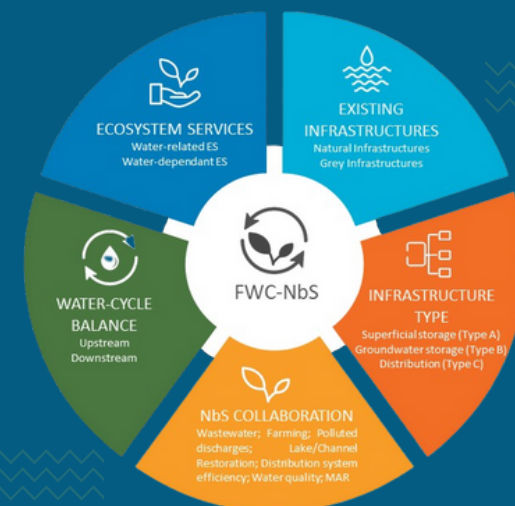 ECOSYSTEM SERVICES
Water-related ES
Water-dependant ES
EXISTING
INFRASTRUCTURES
Natural Infrastructures
Grey Infrastructures
FWC-NbS
WATER-CYCLE
BALANCE
Upstream
Downstream
INFRASTRUCTURE
TYPE
Superficial storage (Type A)
Groundwater storage (Type B)
Distribution (Type C)
NbS COLLABORATION
Wastewater; Farming; Polluted
discharges; Lake/Channel
Restoration; Distribution system
efficiency; Water quality; MAR